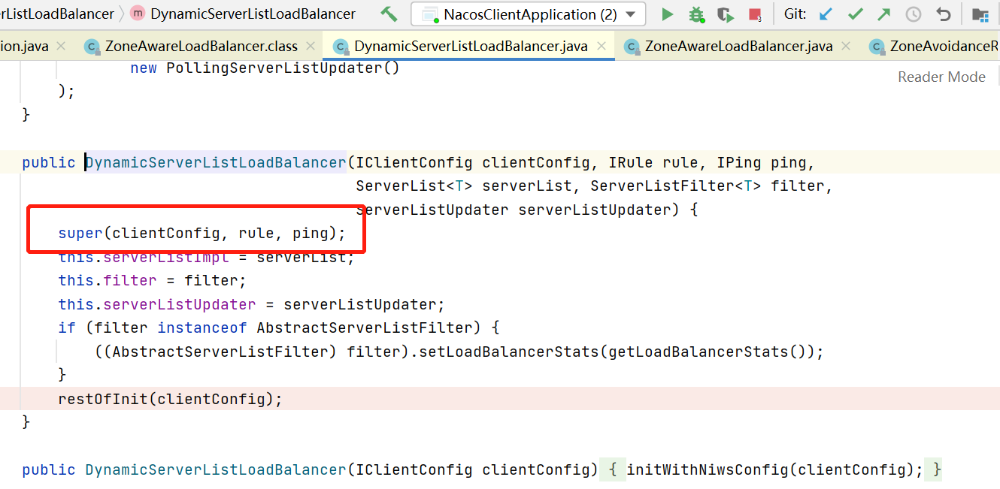 rListLoadBalancer m DynamicServerListLoadBalancer NacosClientApplication (2) 3 Git:
ion.java C ZoneAwareLoadBalancer.class C DynamicServerListLoadBalancer.java C ZoneAwareLoadBalancer.java C ZoneAvoidanceR
new PollingServerListUpdater()
Reader Mode
);
}
public DynamicServerListLoadBalancer(IClientConfig clientConfig, IRule rule, IPing ping,
ServerList<T> serverList, ServerListFilter<T> filter,
ServerListUpdater serverListUpdater) {
super(clientConfig, rule, ping);
this.serverListImpl = serverList;
this.filter = filter;
this.serverListUpdater = serverListUpdater;
if (filter instanceof AbstractServerListFilter) {
((AbstractServerListFilter) filter).setLoadBalancerStats(getLoadBalancerStats());
}
restOfInit(clientConfig);
}
public DynamicServerListLoadBalancer(IClientConfig clientConfig) { initWithNiwsConfig(clientConfig); }